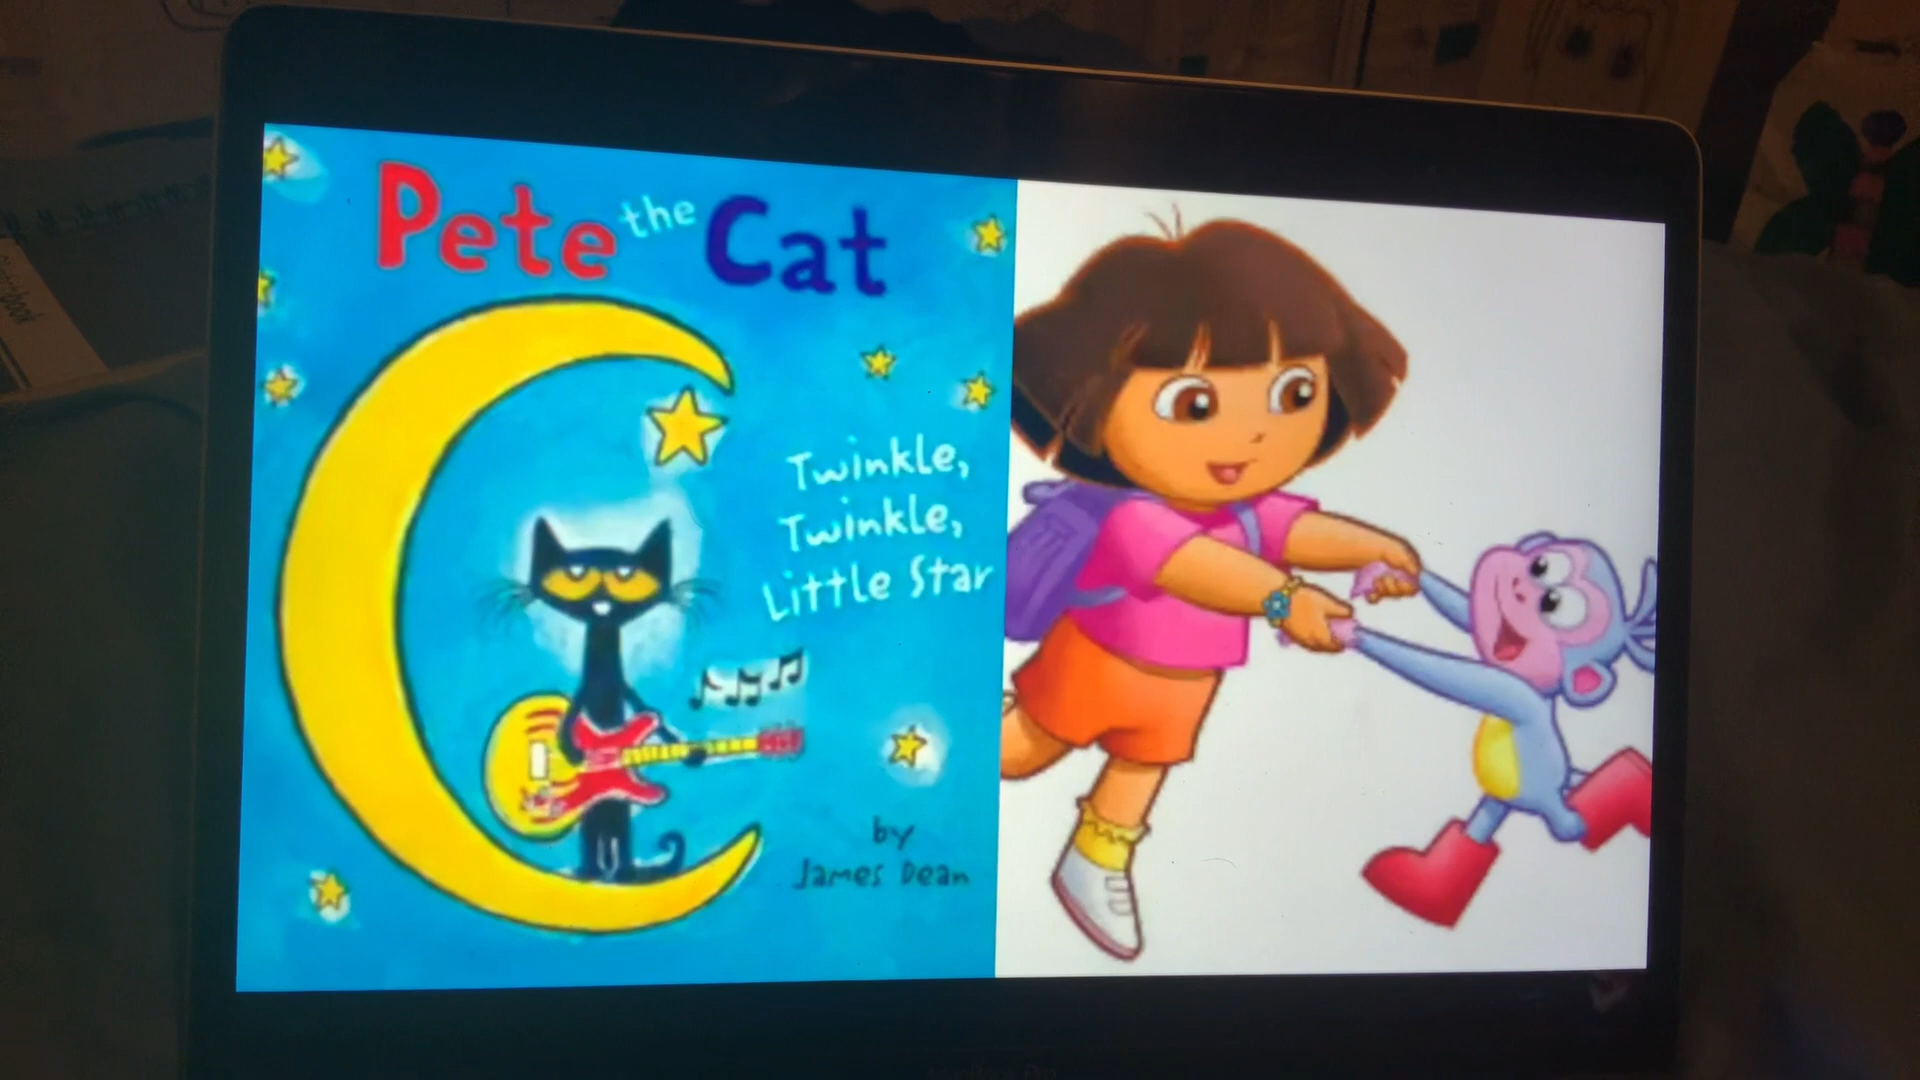 Pete the Cat
Twinkle,
Twinkle,
Little Star
by
James Dean